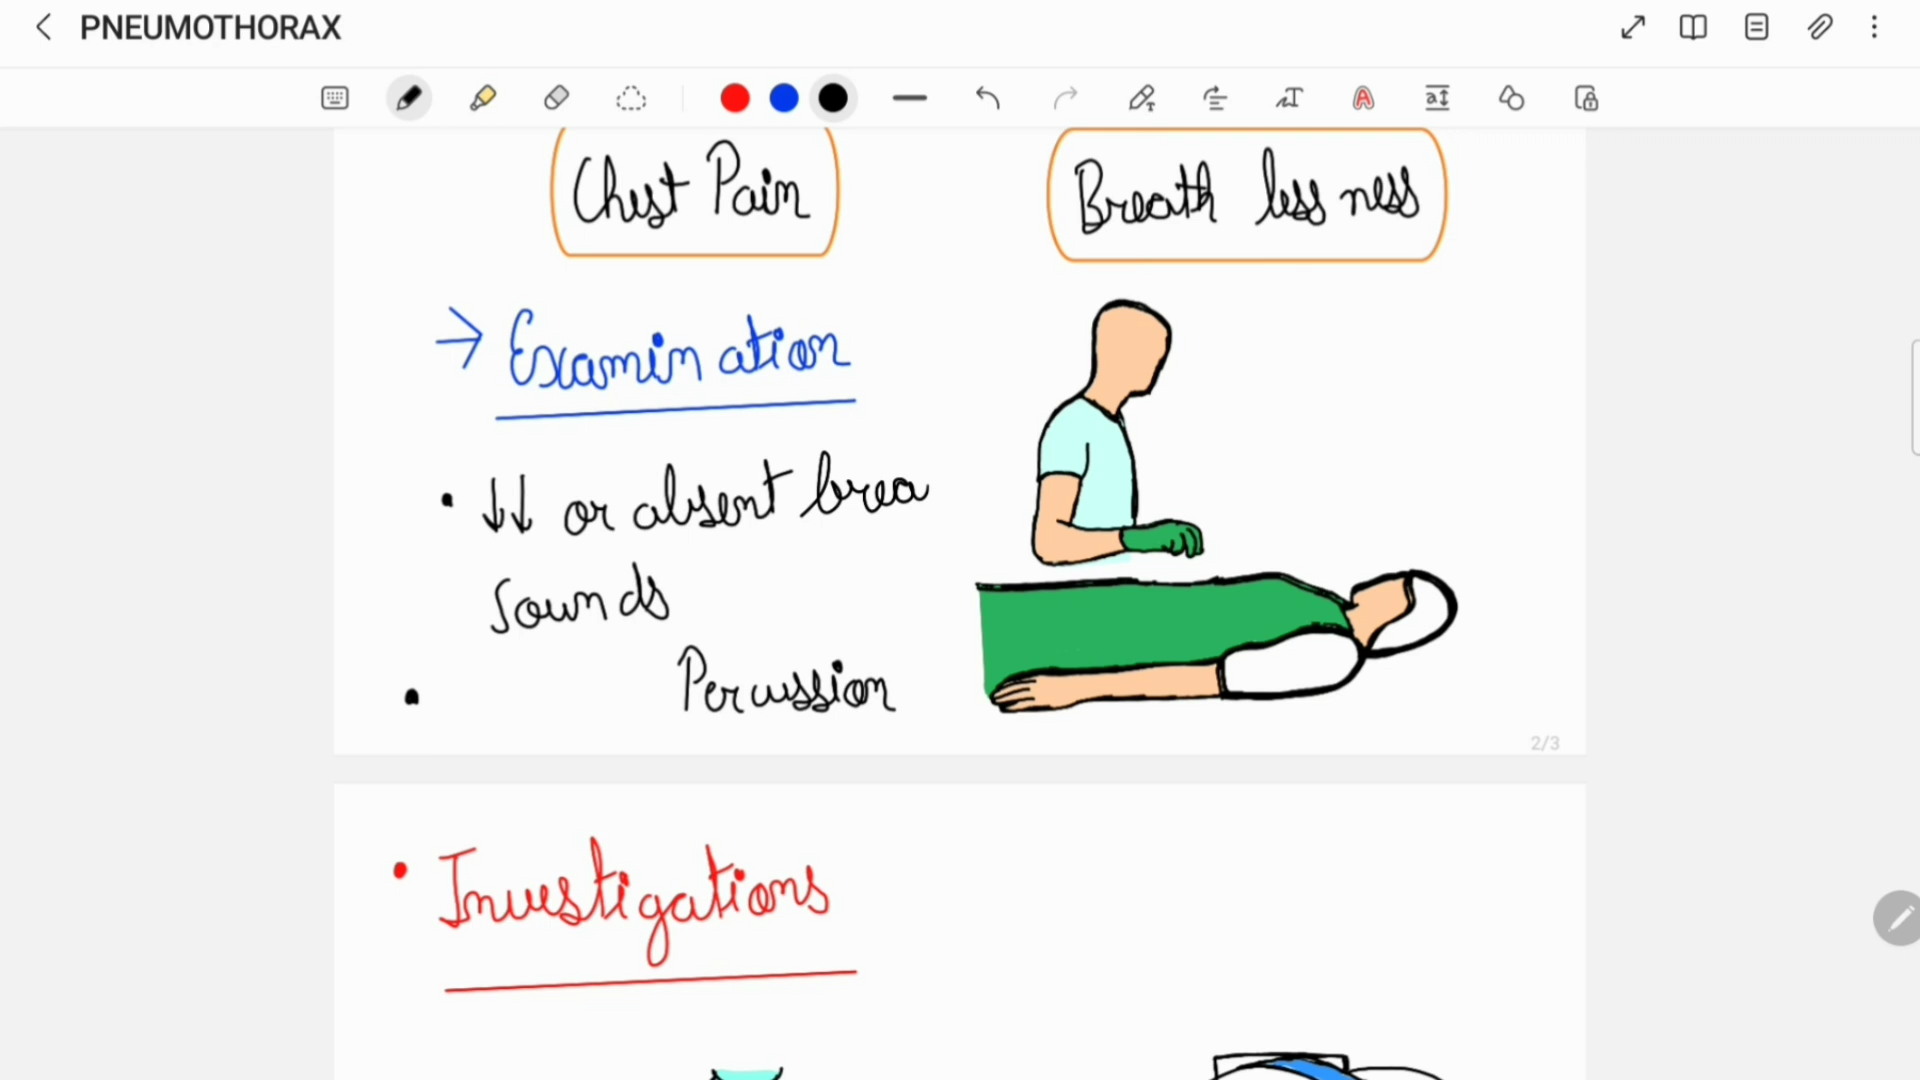 PNEUMOTHORAX
Chest Pain
Breath less ness
→ Examination
• ↓↓ or absent brea
Sounds
• Percussion
2/3
• Investigations